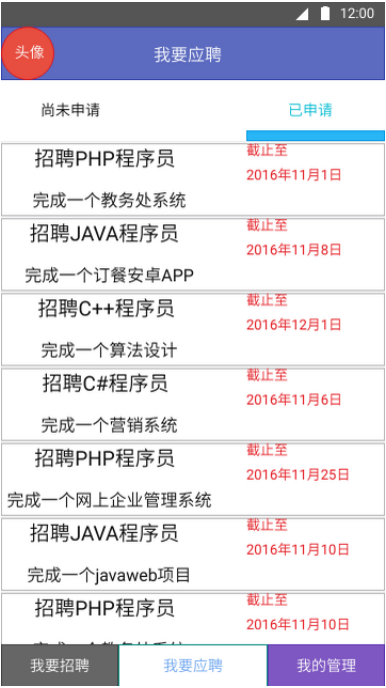 12:00
头像
我要应聘
尚未申请 已申请
招聘PHP程序员
截止至
2016年11月1日
完成一个教务处系统
招聘JAVA程序员
截止至
2016年11月8日
完成一个订餐安卓APP
招聘C++程序员
截止至
2016年12月1日
完成一个算法设计
招聘C#程序员
截止至
2016年11月6日
完成一个营销系统
招聘PHP程序员
截止至
2016年11月25日
完成一个网上企业管理系统
招聘JAVA程序员
截止至
2016年11月10日
完成一个javaweb项目
招聘PHP程序员
截止至
2016年11月10日
我要招聘 我要应聘 我的管理